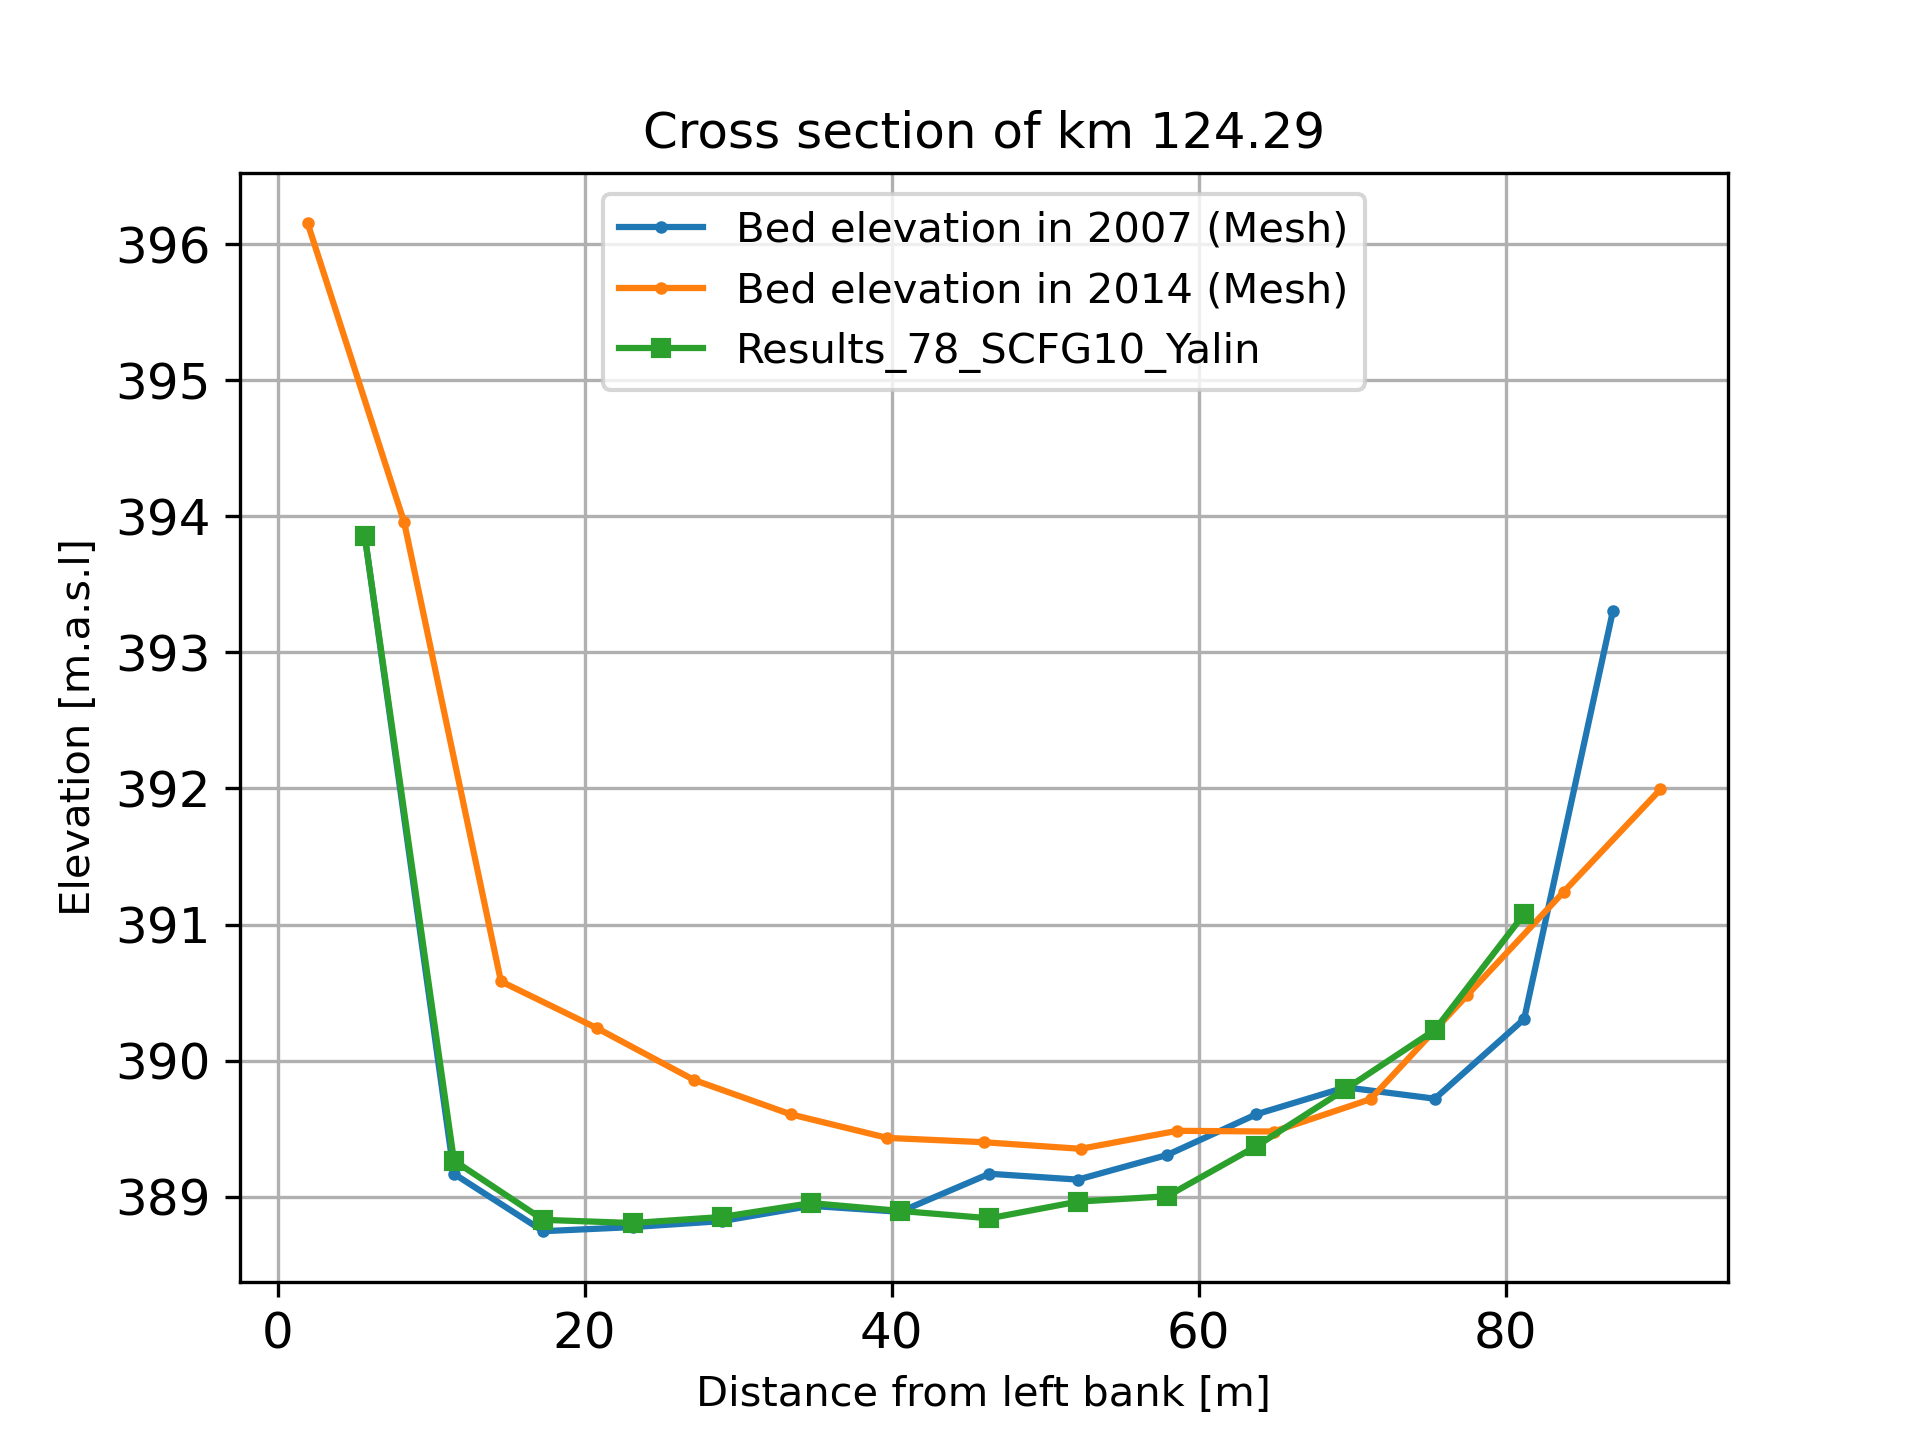 Cross section of km 124.29
Bed elevation in 2007 (Mesh)
Bed elevation in 2014 (Mesh)
Results_78_SCFG10_Yalin
Elevation [m.a.s.l]
396
395
394
393
392
391
390
389
0 20 40 60 80
Distance from left bank [m]